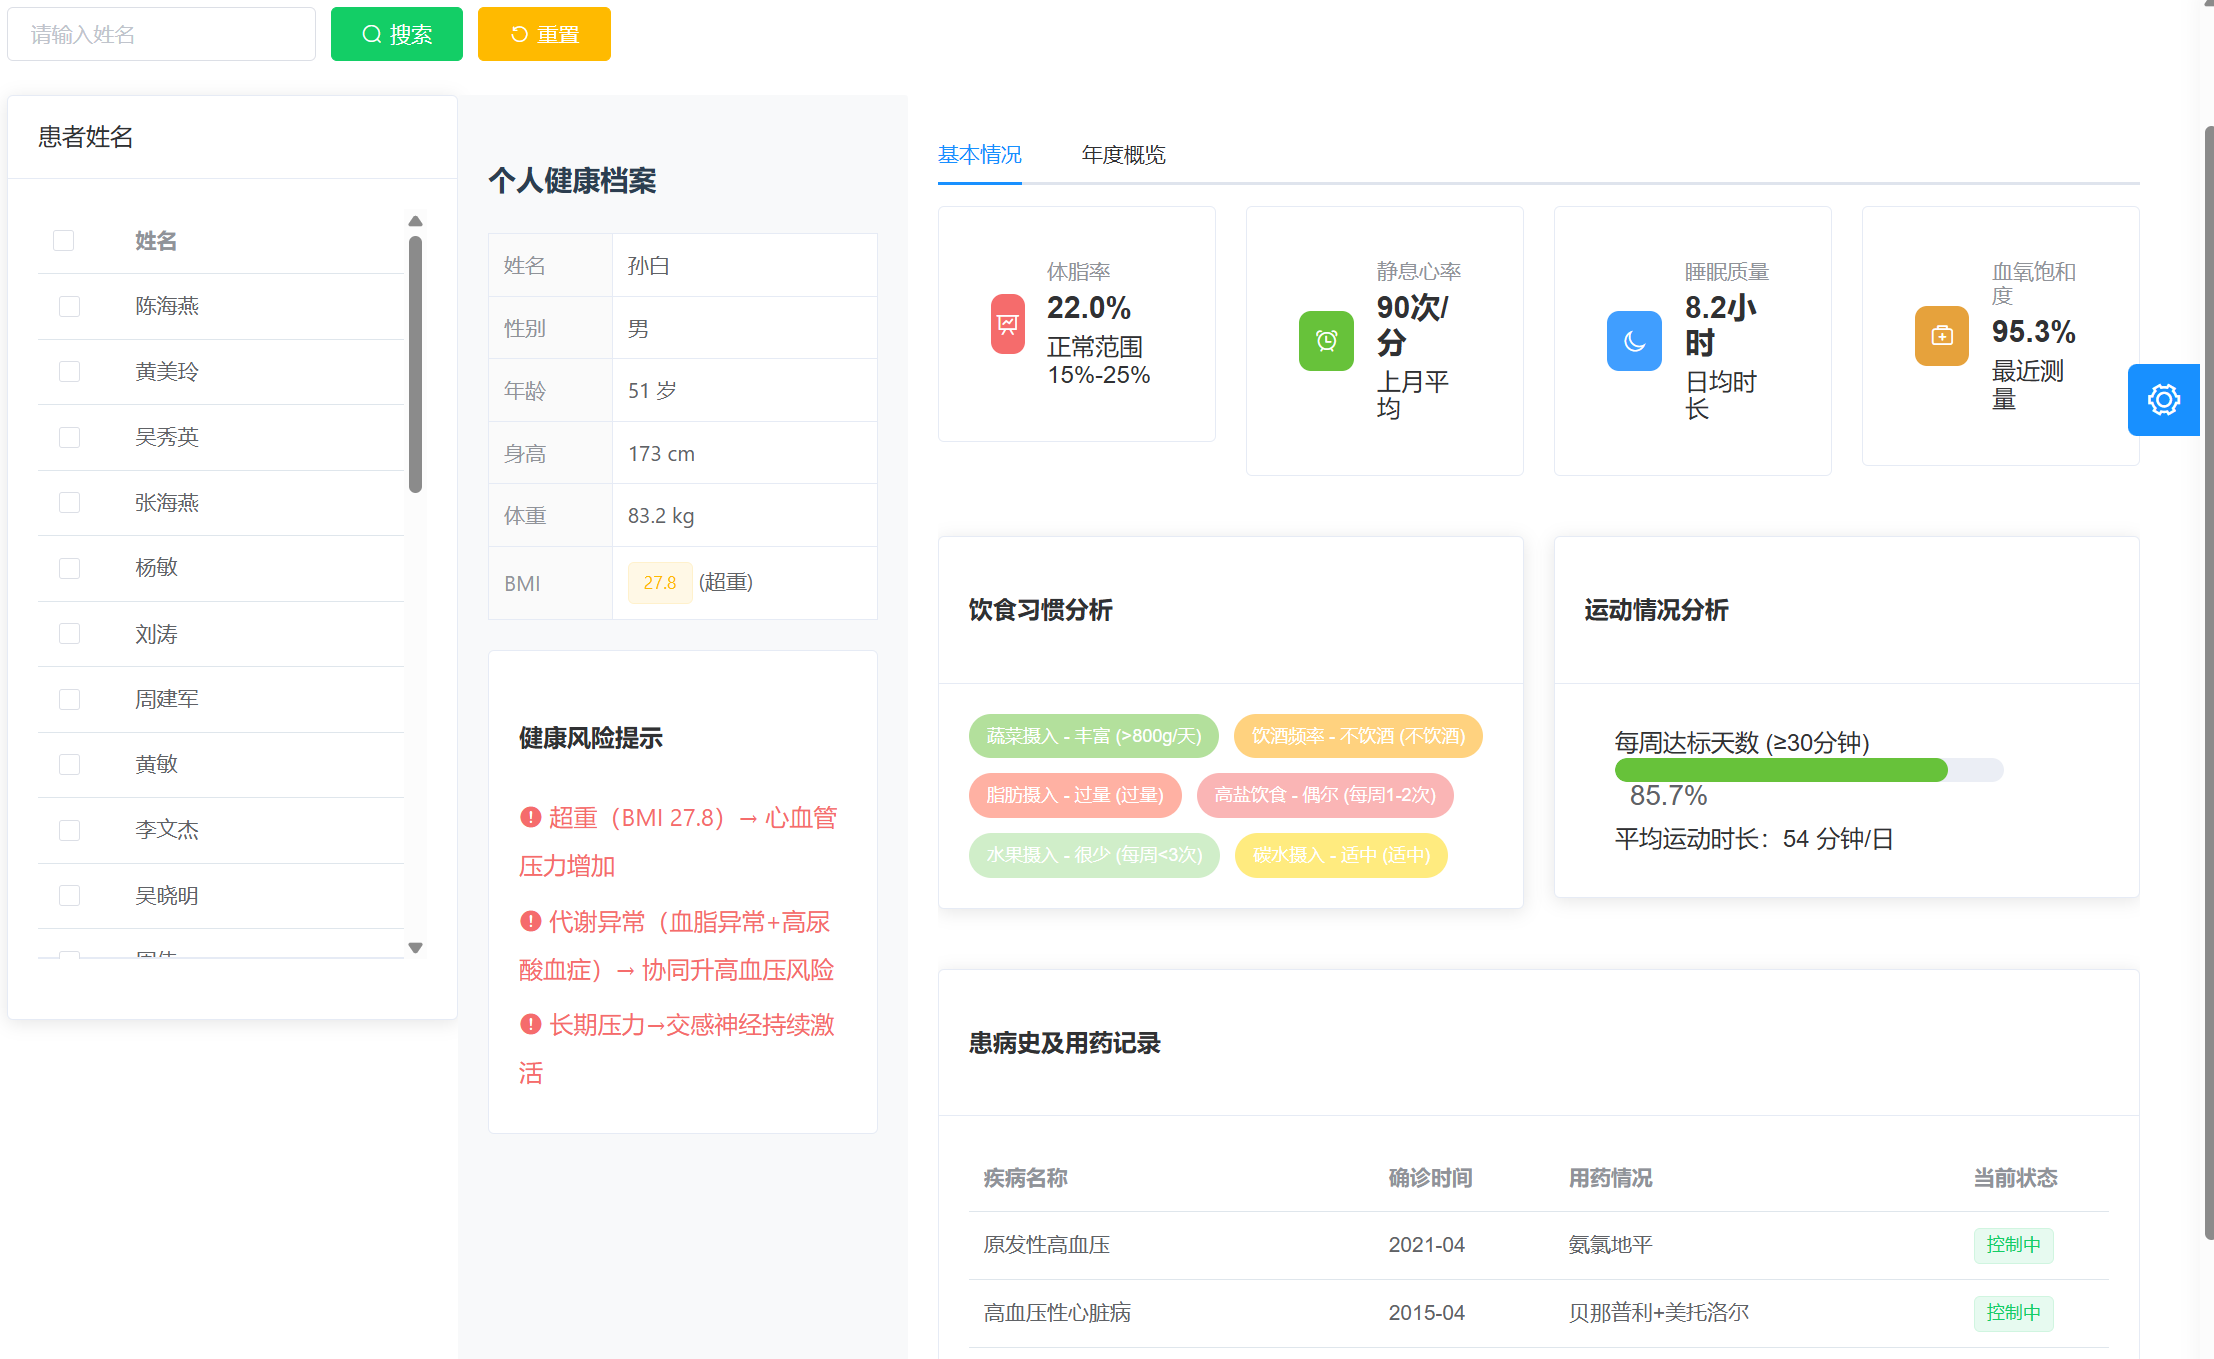 请输入姓名
搜索
重置
患者姓名
姓名
陈海燕
黄美玲
吴秀英
张海燕
杨敏
刘涛
周建军
黄敏
李文杰
吴晓明
个人健康档案
姓名 孙白
性别 男
年龄 51 岁
身高 173 cm
体重 83.2 kg
BMI 27.8 (超重)
健康风险提示
超重（BMI 27.8）→ 心血管
压力增加
代谢异常（血脂异常+高尿
酸血症）→ 协同升高血压风险
长期压力→交感神经持续激
活
基本情况
年度概览
体脂率
22.0%
正常范围
15%-25%
静息心率
90次/
分
上月平
均
睡眠质量
8.2小
时
日均时
长
血氧饱和
度
95.3%
最近测
量
饮食习惯分析
蔬菜摄入 - 丰富 (>800g/天)
饮酒频率 - 不饮酒 (不饮酒)
脂肪摄入 - 过量 (过量)
高盐饮食 - 偶尔 (每周1-2次)
水果摄入 - 很少 (每周<3次)
碳水摄入 - 适中 (适中)
运动情况分析
每周达标天数 (≥30分钟)
85.7%
平均运动时长：54 分钟/日
患病史及用药记录
疾病名称 确诊时间 用药情况 当前状态
原发性高血压 2021-04 氨氯地平 控制中
高血压性心脏病 2015-04 贝那普利+美托洛尔 控制中